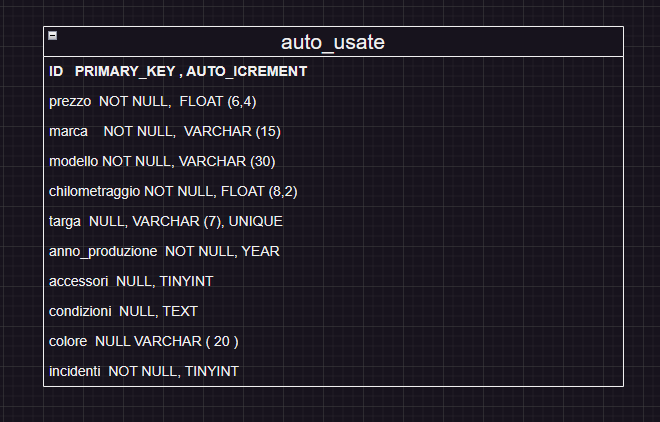 auto_usate
ID PRIMARY_KEY , AUTO_ICREMENT
prezzo NOT NULL, FLOAT (6,4)
marca NOT NULL, VARCHAR (15)
modello NOT NULL, VARCHAR (30)
chilometraggio NOT NULL, FLOAT (8,2)
targa NULL, VARCHAR (7), UNIQUE
anno_produzione NOT NULL, YEAR
accessori NULL, TINYINT
condizioni NULL, TEXT
colore NULL VARCHAR ( 20 )
incidenti NOT NULL, TINYINT